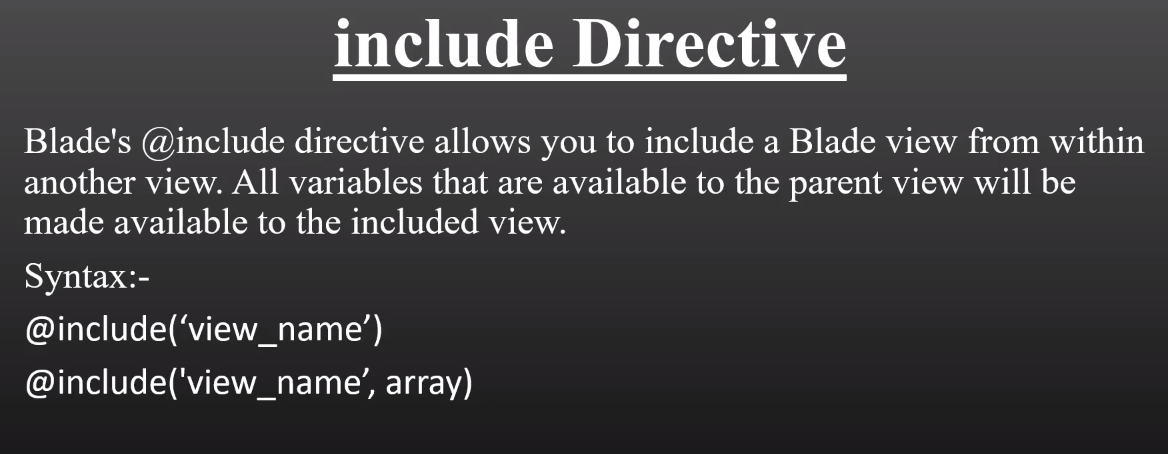 include Directive
Blade's @include directive allows you to include a Blade view from within
another view. All variables that are available to the parent view will be
made available to the included view.
Syntax:-
@include(‘view_name’)
@include('view_name’, array)